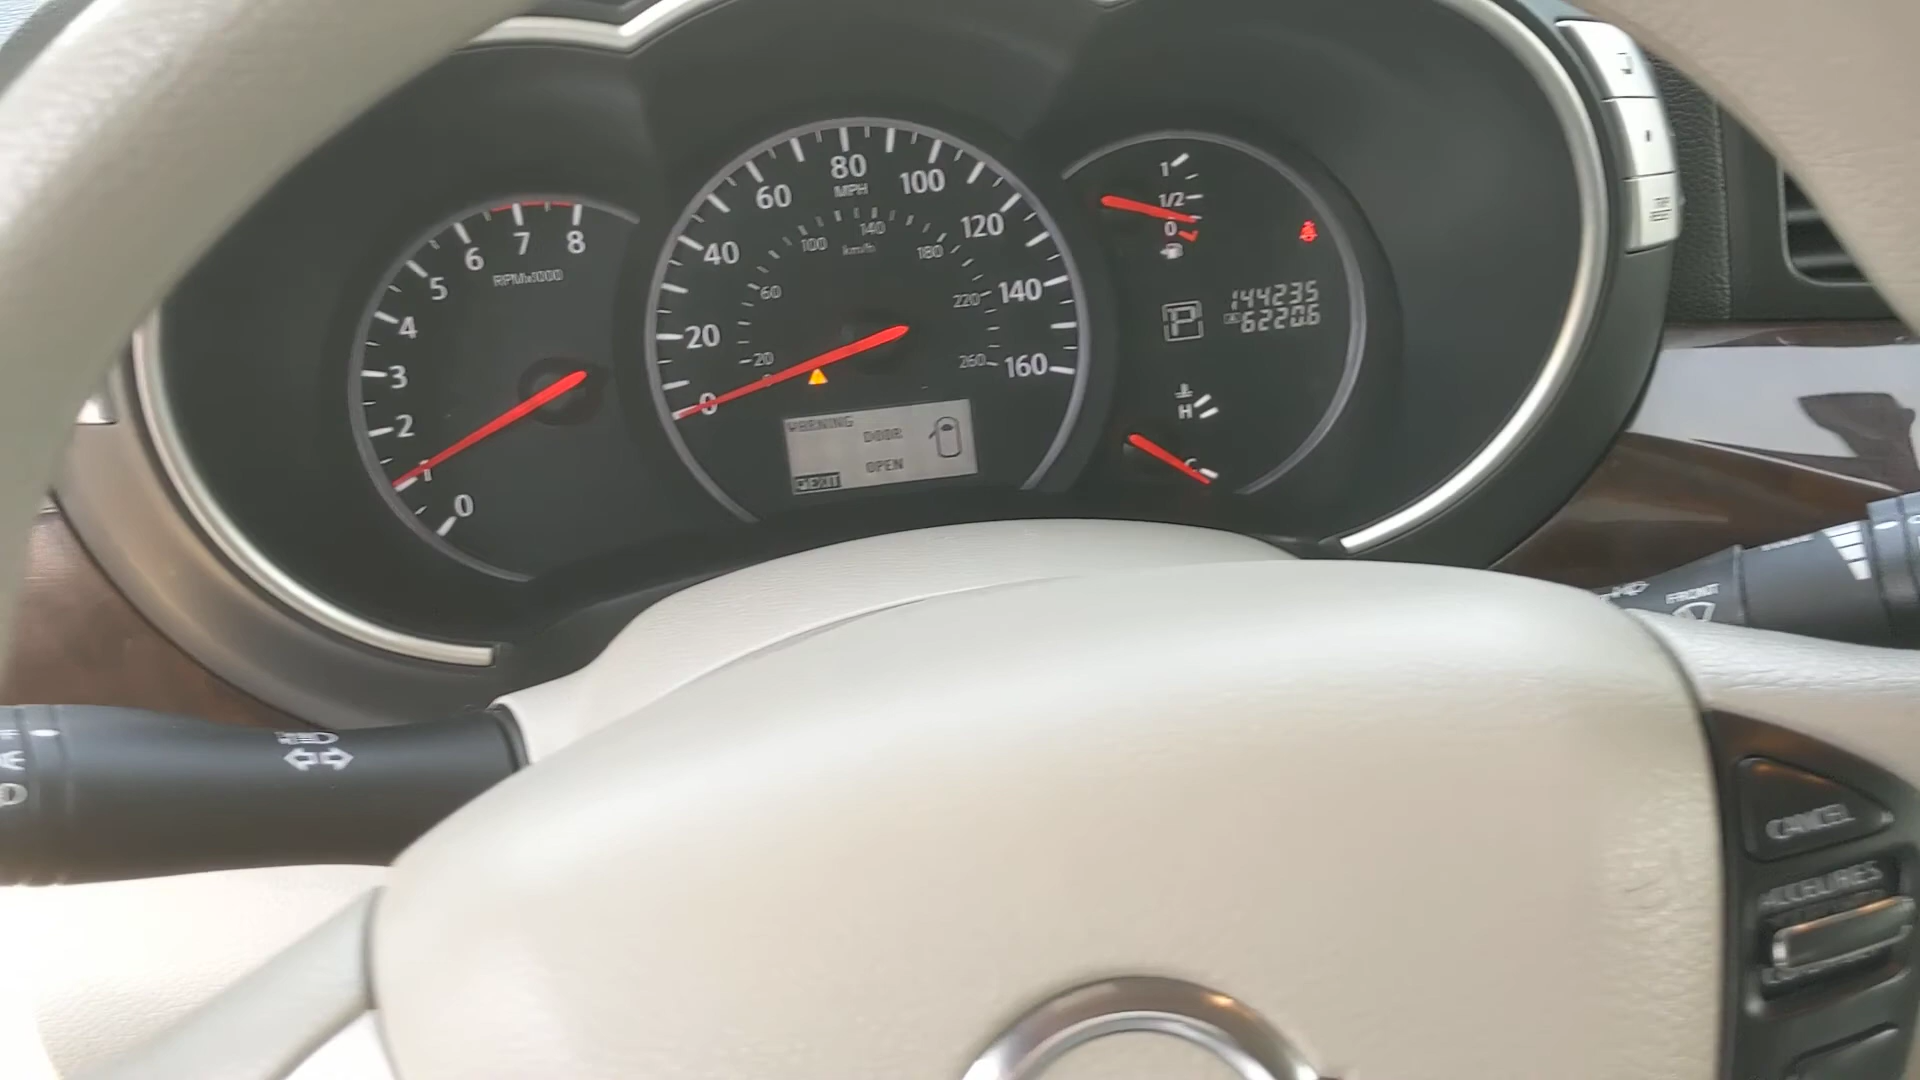 0
1
2
3
4
5
6
7
8
RPMx1000
0
20
40
60
80
100
120
140
160
MPH
20
60
100
140
180
220
260
km/h
WARNING
DOOR
OPEN
EXIT
1
1/2
0
P
144235
6220.6
H
C
FRONT
CANCEL
ACCEL/RES